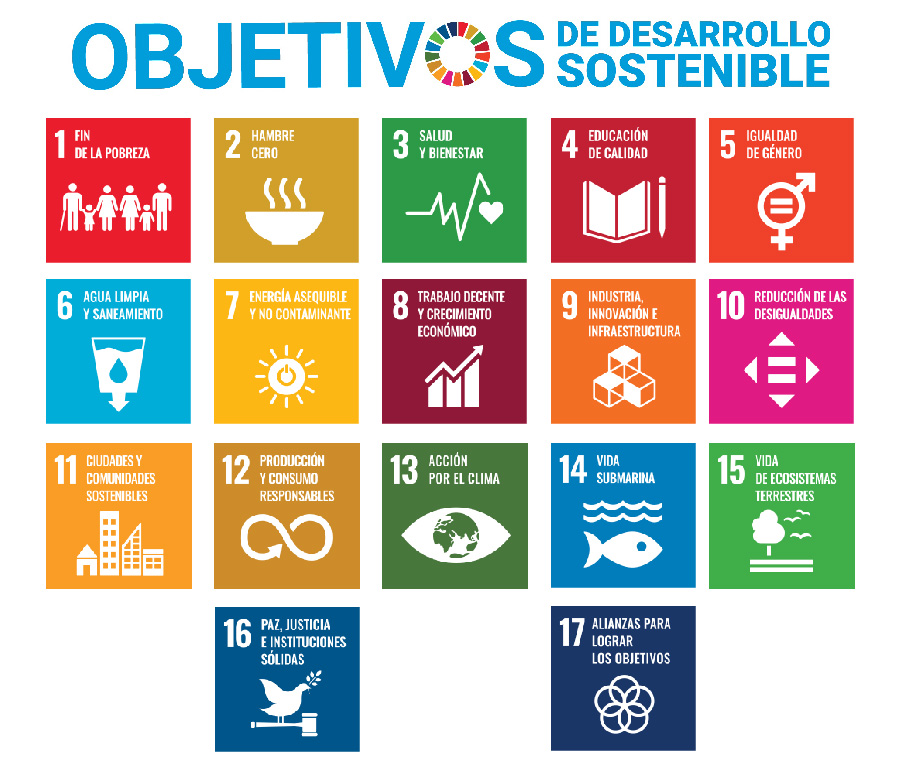 OBJETIVOS
DE DESARROLLO
SOSTENIBLE
1 FIN
DE LA POBREZA
2 HAMBRE
CERO
3 SALUD
Y BIENESTAR
4 EDUCACIÓN
DE CALIDAD
5 IGUALDAD
DE GÉNERO
6 AGUA LIMPIA
Y SANEAMIENTO
7 ENERGÍA ASEQUIBLE
Y NO CONTAMINANTE
8 TRABAJO DECENTE
Y CRECIMIENTO
ECONÓMICO
9 INDUSTRIA,
INNOVACIÓN E
INFRAESTRUCTURA
10 REDUCCIÓN DE LAS
DESIGUALDADES
11 CIUDADES Y
COMUNIDADES
SOSTENIBLES
12 PRODUCCIÓN
Y CONSUMO
RESPONSABLES
13 ACCIÓN
POR EL CLIMA
14 VIDA
SUBMARINA
15 VIDA
DE ECOSISTEMAS
TERRESTRES
16 PAZ, JUSTICIA
E INSTITUCIONES
SÓLIDAS
17 ALIANZAS PARA
LOGRAR
LOS OBJETIVOS